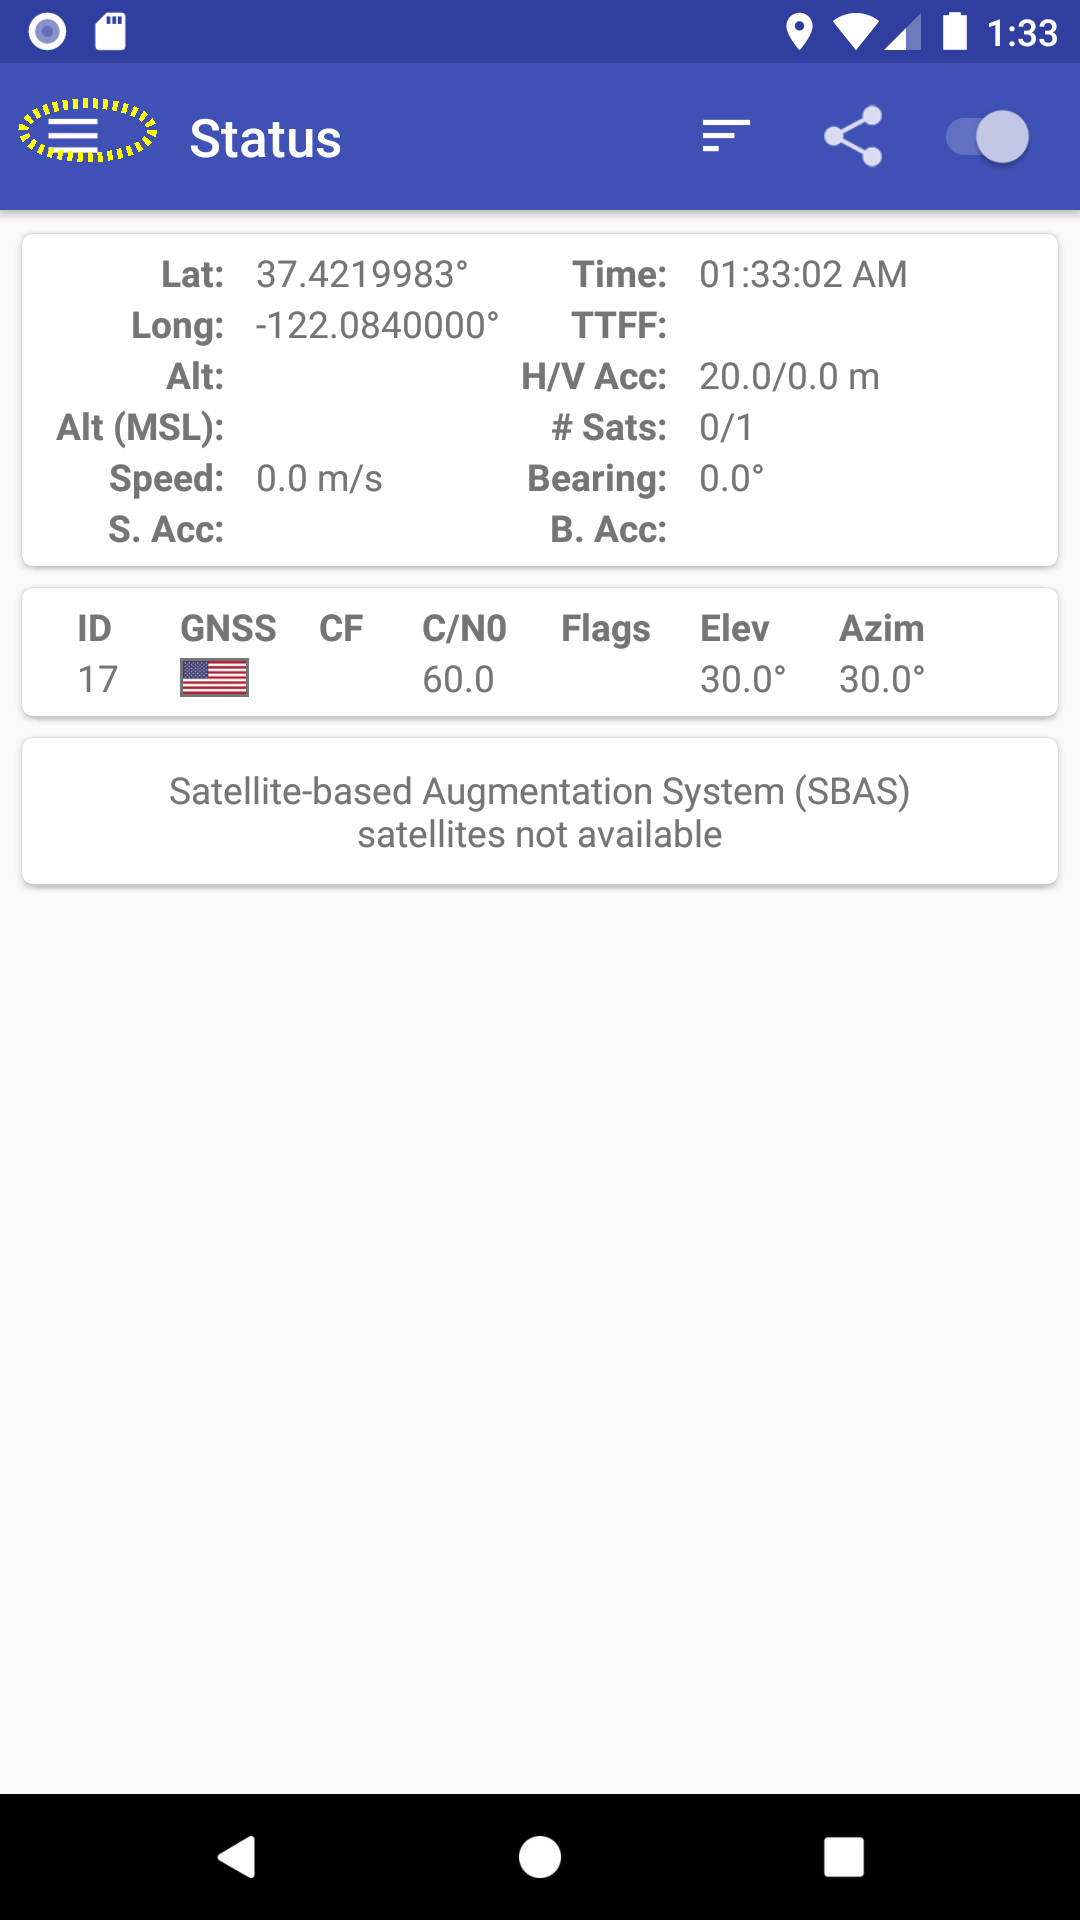 1:33
Status
Lat: 37.4219983° Time: 01:33:02 AM
Long: -122.0840000° TTFF:
Alt: H/V Acc: 20.0/0.0 m
Alt (MSL): # Sats: 0/1
Speed: 0.0 m/s Bearing: 0.0°
S. Acc: B. Acc:
ID GNSS CF C/N0 Flags Elev Azim
17 60.0 30.0° 30.0°
Satellite-based Augmentation System (SBAS)
satellites not available